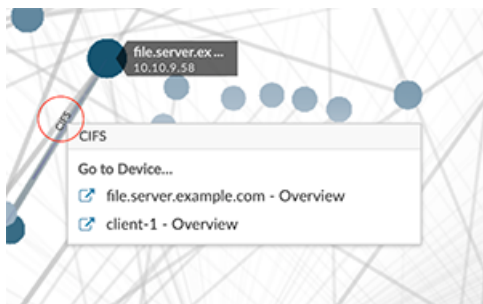 file.server.ex ...
10.10.9.58
CIFS
CIFS
Go to Device...
file.server.example.com - Overview
client-1 - Overview